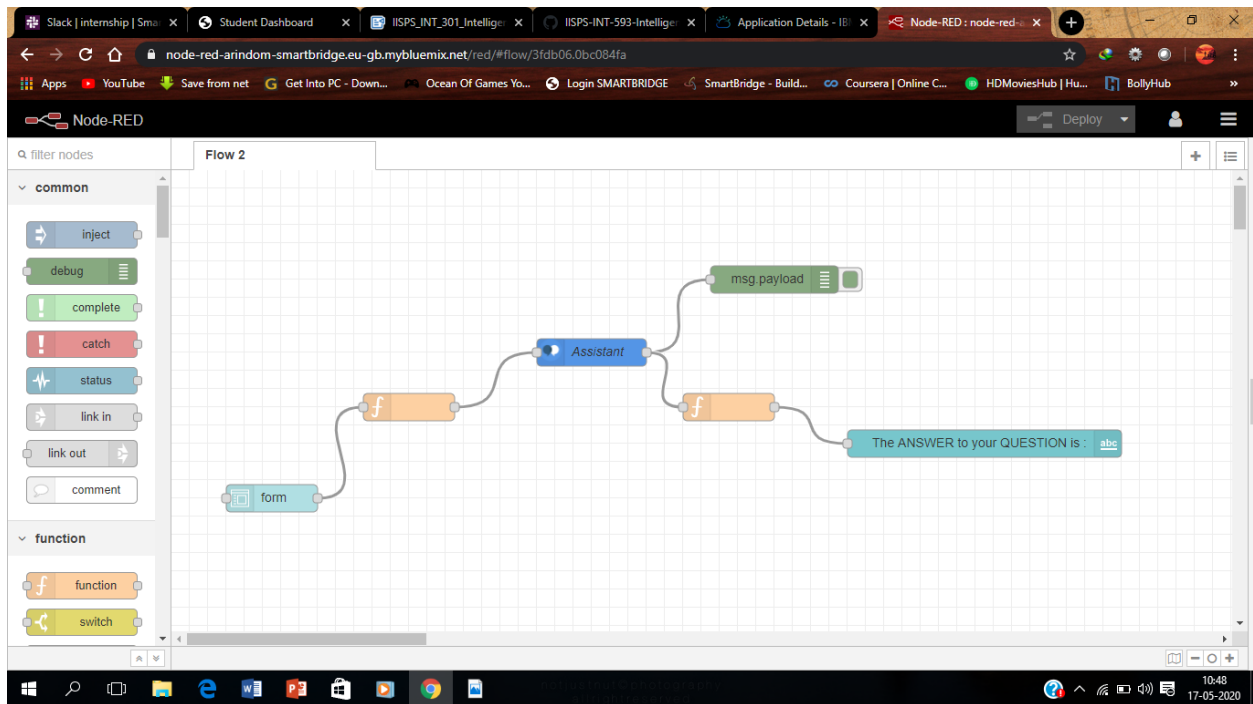 Slack | internship | Sma
Student Dashboard
IISPS_INT_301_Intellige
IISPS-INT-593-Intellige
Application Details - IB
Node-RED : node-red-a
node-red-arindom-smartbridge.eu-gb.mybluemix.net/red/#flow/3fdb06.0bc084fa
Apps
YouTube
Save from net
Get Into PC - Down...
Ocean Of Games Yo...
Login SMARTBRIDGE
SmartBridge - Build...
Coursera | Online C...
HDMoviesHub | Hu...
BollyHub
»
Node-RED
Deploy
filter nodes
Flow 2
common
inject
debug
complete
catch
status
link in
link out
comment
function
function
switch
msg.payload
Assistant
form
The ANSWER to your QUESTION is :
abc
10:48
17-05-2020